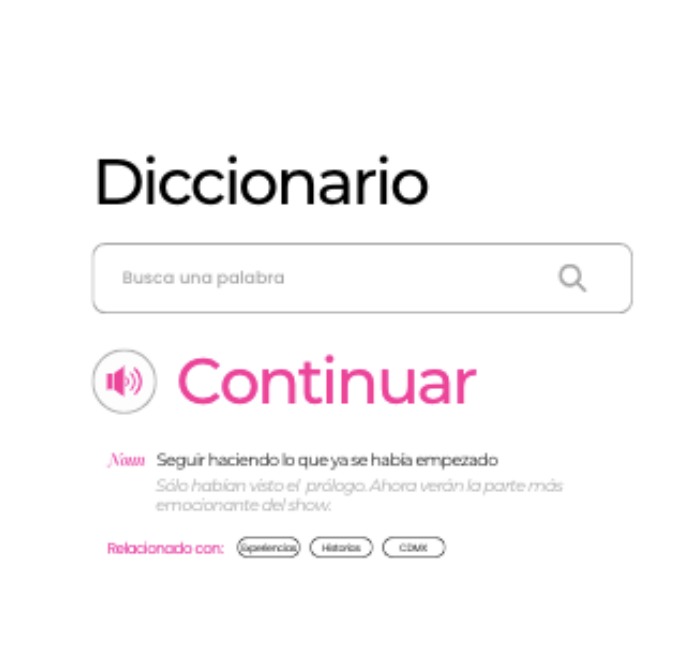 Diccionario
Busca una palabra
Continuar
Noun Seguir haciendo lo que ya se había empezado
Sólo habían visto el prólogo. Ahora verán la parte más
emocionante del show.
Relacionado con: Experiencias Historias CDMX